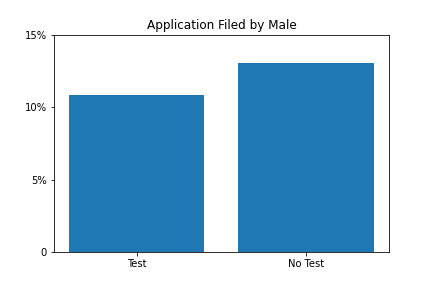 Application Filed by Male
15%
10%
5%
0
Test
No Test